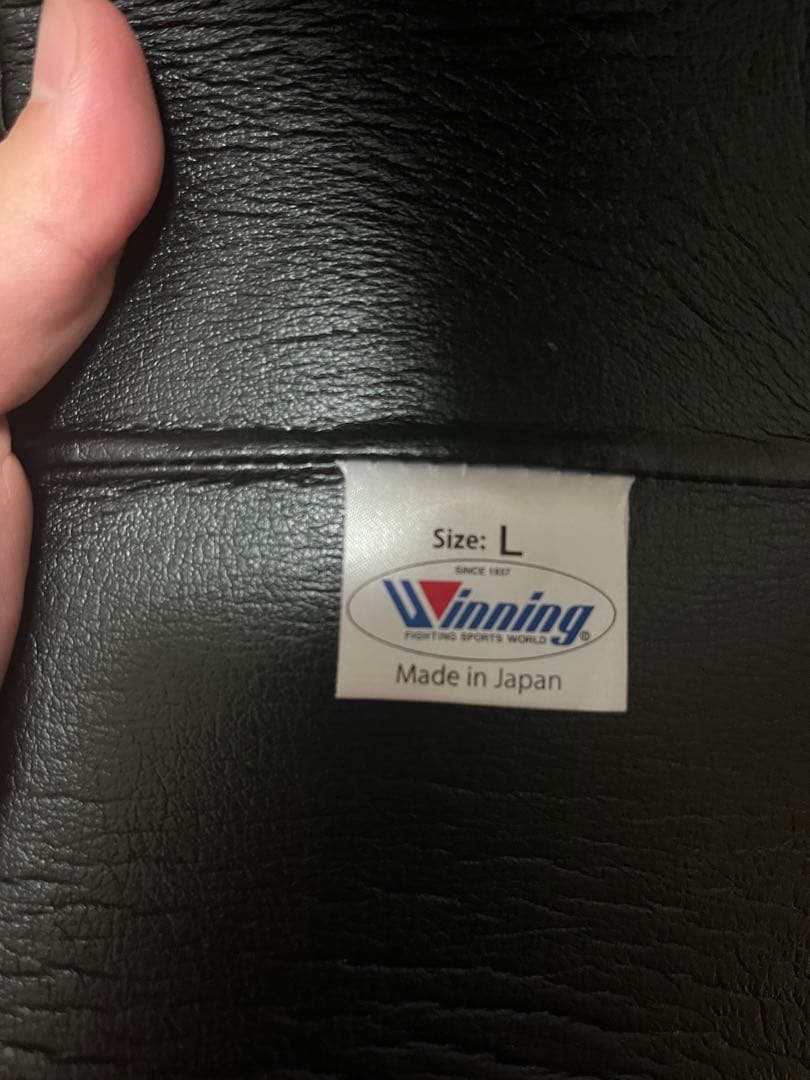 Size: L
SINCE 1937
Winning®
FIGHTING SPORTS WORLD
Made in Japan